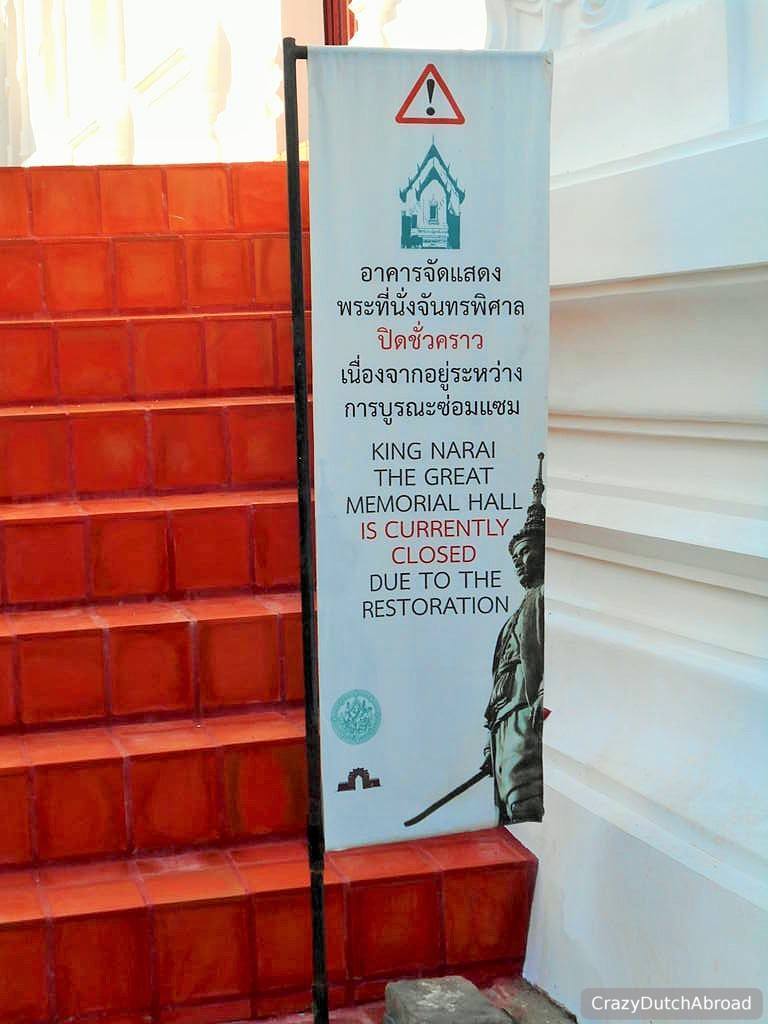 อาคารจัดแสดง
พระที่นั่งจันทรพิศาล
ปิดชั่วคราว
เนื่องจากอยู่ระหว่าง
การบูรณะซ่อมแซม
KING NARAI
THE GREAT
MEMORIAL HALL
IS CURRENTLY
CLOSED
DUE TO THE
RESTORATION
CrazyDutchAbroad